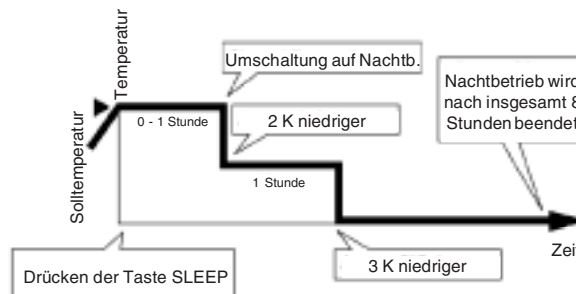 Temperatur
Solltemperatur
Umschaltung auf Nachtb.
0 - 1 Stunde
2 K niedriger
Nachtbetrieb wird
nach insgesamt 8
Stunden beendet
1 Stunde
Zeit
3 K niedriger
Drücken der Taste SLEEP